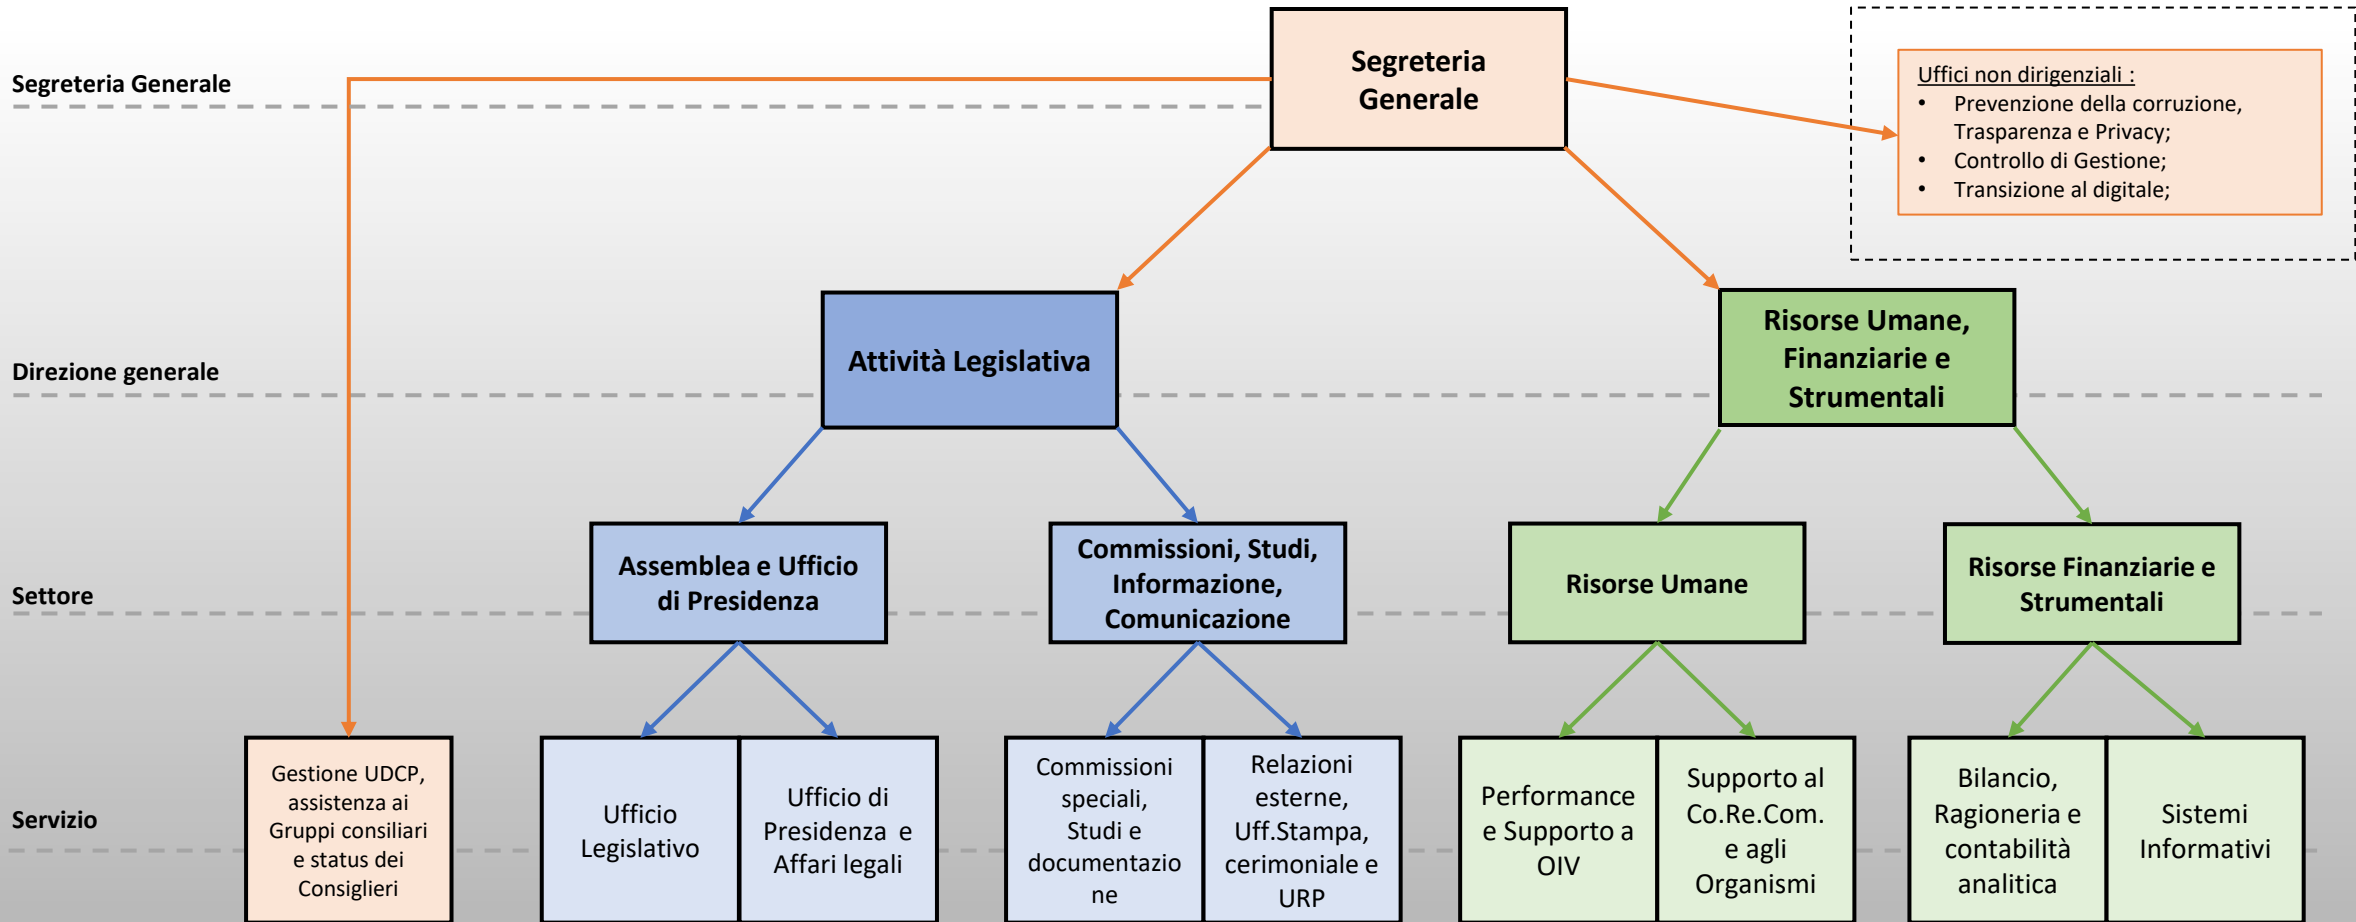 Segreteria Generale
Segreteria
Generale
Uffici non dirigenziali :
• Prevenzione della corruzione,
Trasparenza e Privacy;
• Controllo di Gestione;
• Transizione al digitale;
Direzione generale
Attività Legislativa
Risorse Umane,
Finanziarie e
Strumentali
Settore
Assemblea e Ufficio
di Presidenza
Commissioni, Studi,
Informazione,
Comunicazione
Risorse Umane
Risorse Finanziarie e
Strumentali
Servizio
Gestione UDCP,
assistenza ai
Gruppi consiliari
e status dei
Consiglieri
Ufficio
Legislativo
Ufficio di
Presidenza e
Affari legali
Commissioni
speciali,
Studi e
documentazio
ne
Relazioni
esterne,
Uff.Stampa,
cerimoniale e
URP
Performance
e Supporto a
OIV
Supporto al
Co.Re.Com.
e agli
Organismi
Bilancio,
Ragioneria e
contabilità
analitica
Sistemi
Informativi